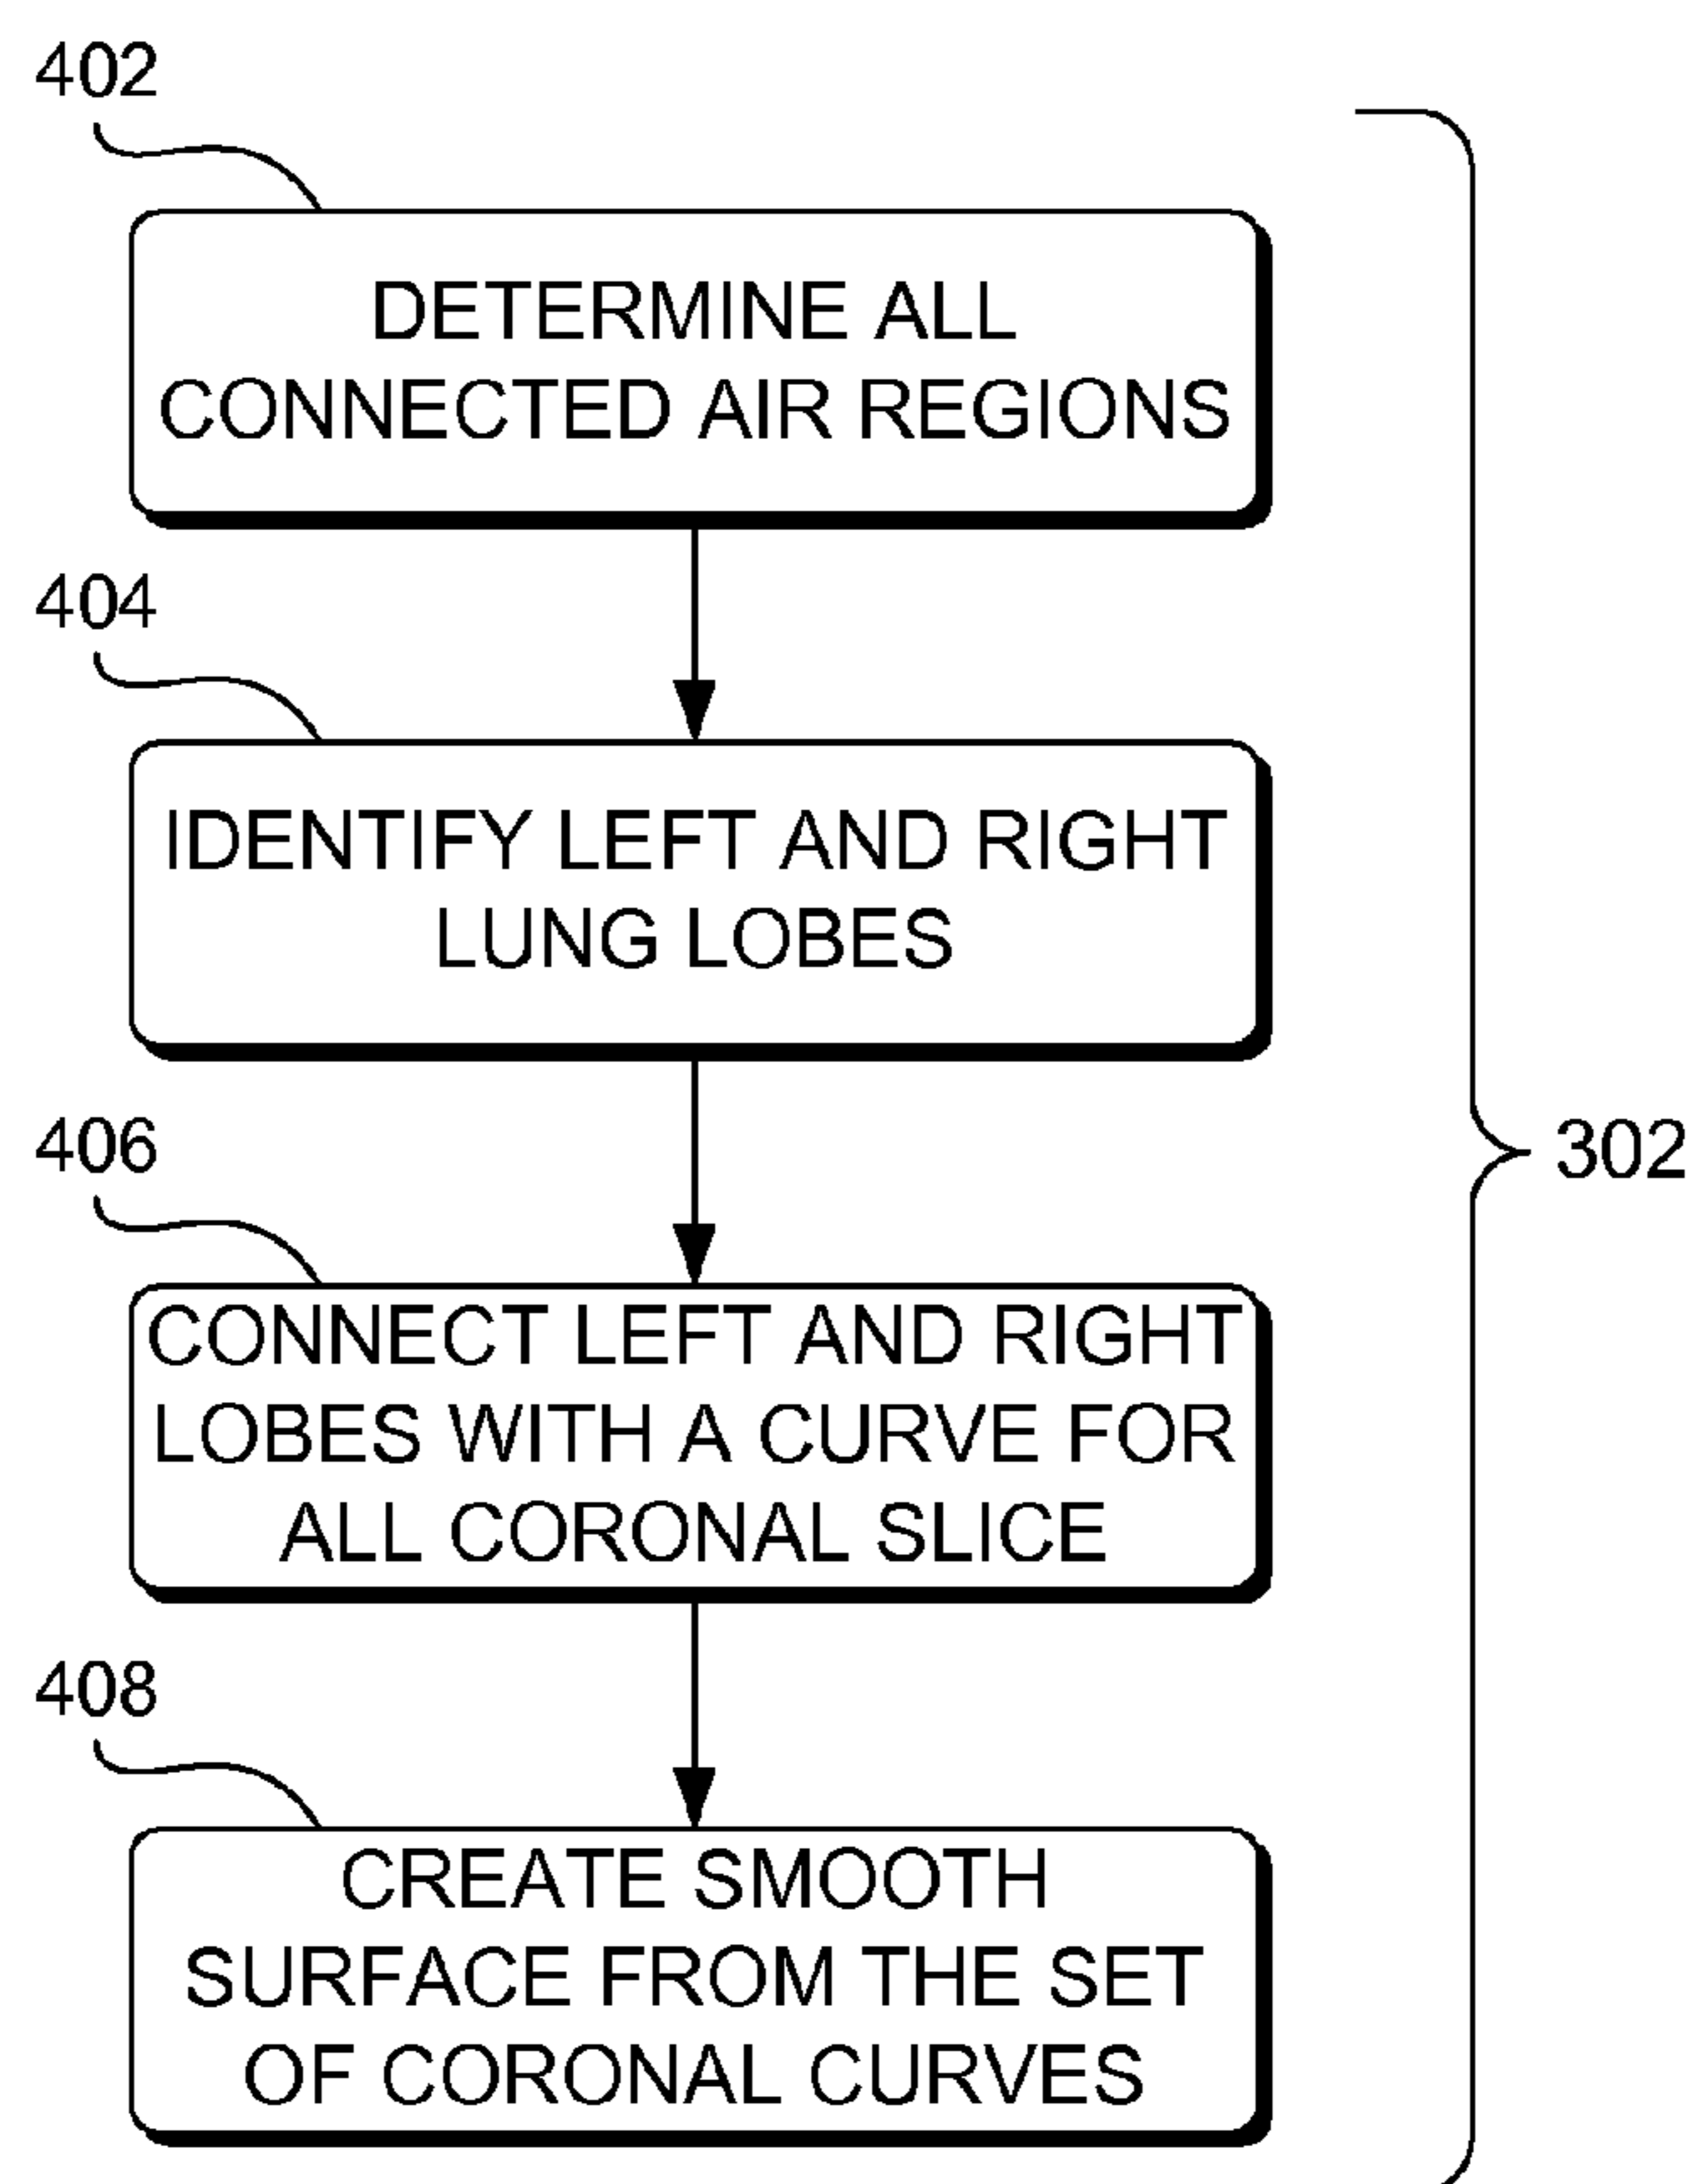 402
DETERMINE ALL
CONNECTED AIR REGIONS
404
IDENTIFY LEFT AND RIGHT
LUNG LOBES
302
406
CONNECT LEFT AND RIGHT
LOBES WITH A CURVE FOR
ALL CORONAL SLICE
408
CREATE SMOOTH
SURFACE FROM THE SET
OF CORONAL CURVES